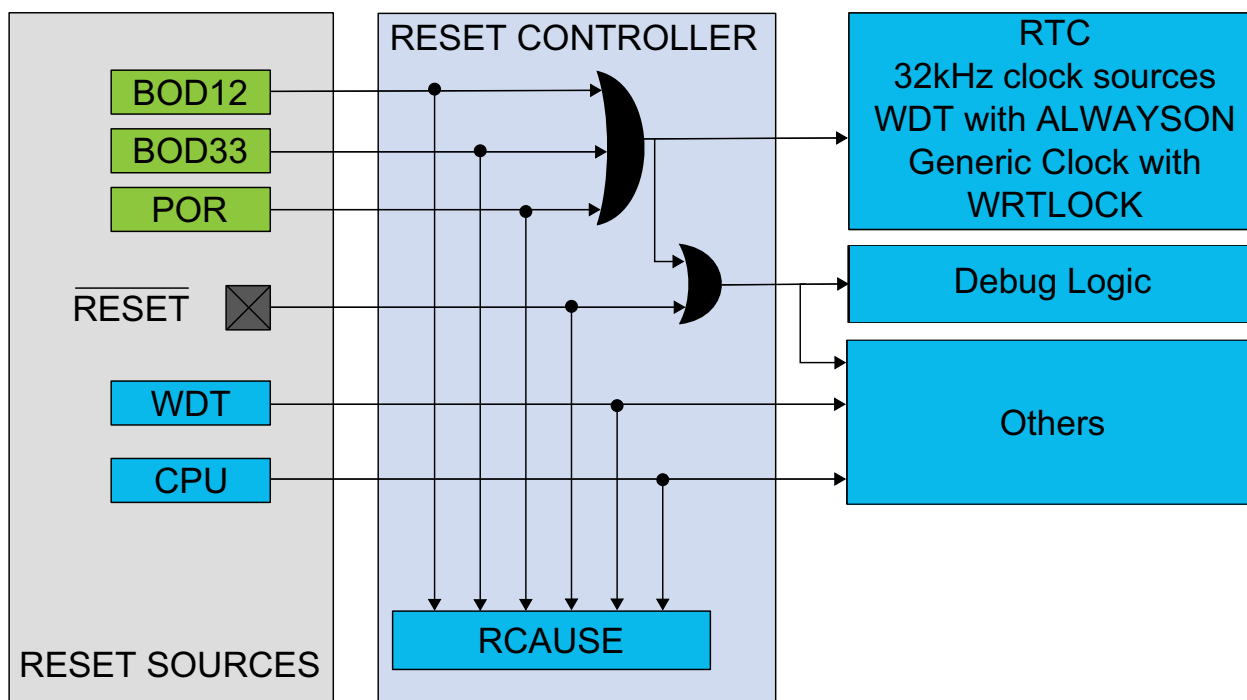 RESET SOURCES
BOD12
BOD33
POR
RESET
WDT
CPU
RESET CONTROLLER
RCAUSE
RTC
32kHz clock sources
WDT with ALWAYSON
Generic Clock with
WRTLOCK
Debug Logic
Others